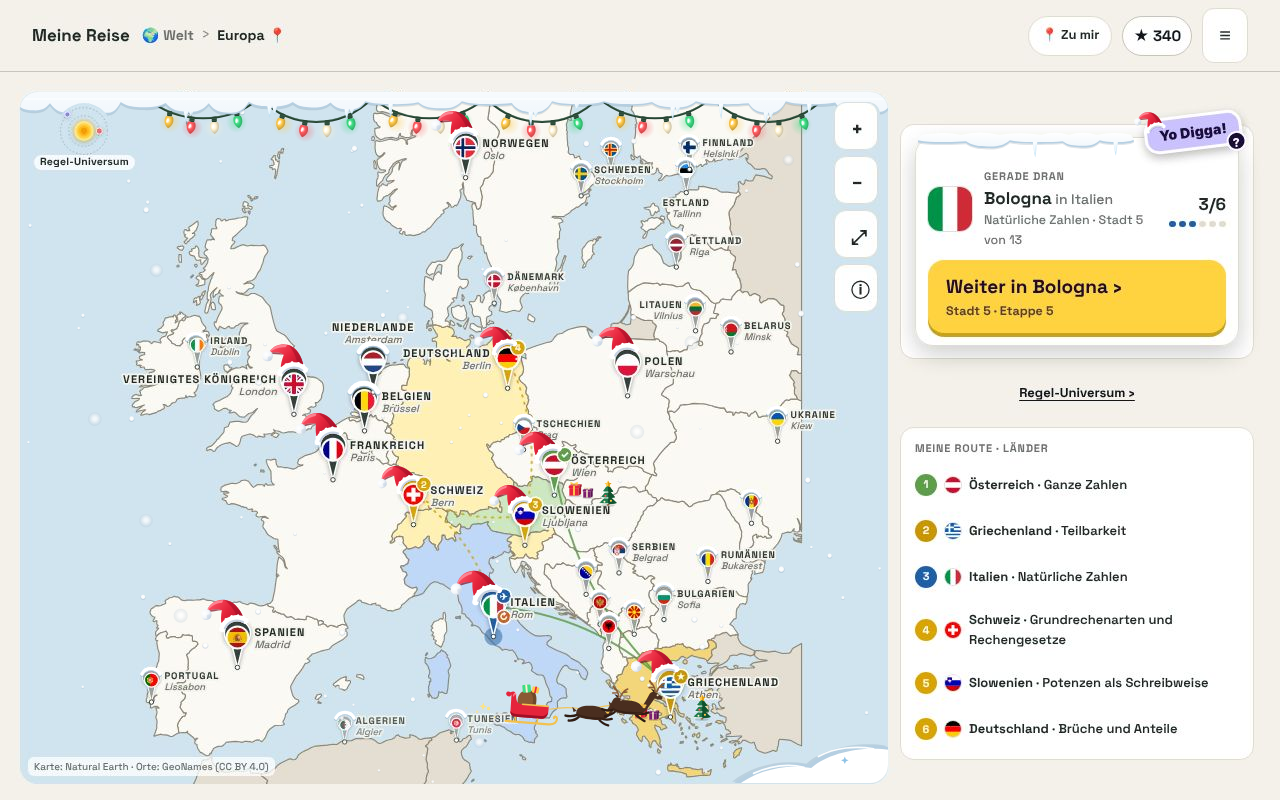 Meine Reise
🌍 Welt > Europa 📍
📍 Zu mir
★ 340
≡
Regel-Universum
NORWEGEN
Oslo
SCHWEDEN
Stockholm
FINNLAND
Helsinki
ESTLAND
Tallinn
LETTLAND
Riga
DÄNEMARK
København
LITAUEN
Vilnius
BELARUS
Minsk
IRLAND
Dublin
NIEDERLANDE
Amsterdam
DEUTSCHLAND
Berlin
4
POLEN
Warschau
VEREINIGTES KÖNIGREICH
London
BELGIEN
Brüssel
UKRAINE
Kiew
TSCHECHIEN
FRANKREICH
Paris
ÖSTERREICH
Wien
SCHWEIZ
Bern
2
SLOWENIEN
Ljubljana
3
SERBIEN
Belgrad
RUMÄNIEN
Bukarest
ITALIEN
Rom
BULGARIEN
Sofia
SPANIEN
Madrid
PORTUGAL
Lissabon
GRIECHENLAND
Athen
ALGERIEN
Algier
TUNESIEN
Tunis
Karte: Natural Earth · Orte: GeoNames (CC BY 4.0)
+
−
Yo Digga!
?
GERADE DRAN
Bologna in Italien
Natürliche Zahlen · Stadt 5
von 13
3/6
Weiter in Bologna >
Stadt 5 · Etappe 5
Regel-Universum >
MEINE ROUTE · LÄNDER
1 Österreich · Ganze Zahlen
2 Griechenland · Teilbarkeit
3 Italien · Natürliche Zahlen
4 Schweiz · Grundrechenarten und
Rechengesetze
5 Slowenien · Potenzen als Schreibweise
6 Deutschland · Brüche und Anteile